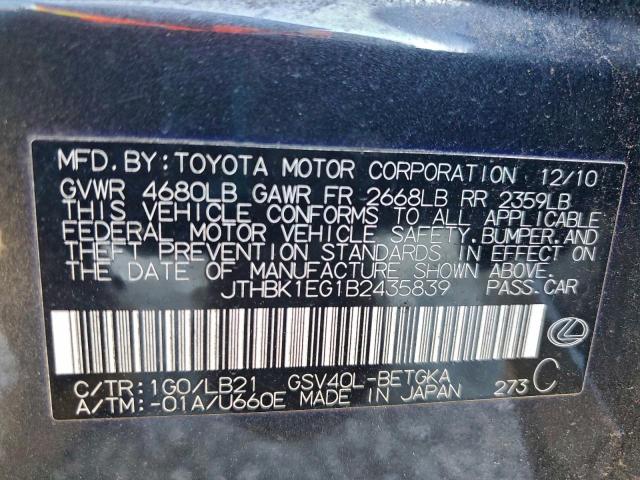 MFD. BY: TOYOTA MOTOR CORPORATION 12/10
GVWR 4680LB GAWR FR 2668LB RR 2359LB
THIS VEHICLE CONFORMS TO ALL APPLICABLE
FEDERAL MOTOR VEHICLE SAFETY, BUMPER, AND
THEFT PREVENTION STANDARDS IN EFFECT ON
THE DATE OF MANUFACTURE SHOWN ABOVE.
JTHBK1EG1B2435839 PASS. CAR
C/TR: 1G0/LB21 GSV40L-BETGKA
A/TM: -01A/U660E MADE IN JAPAN 273 C